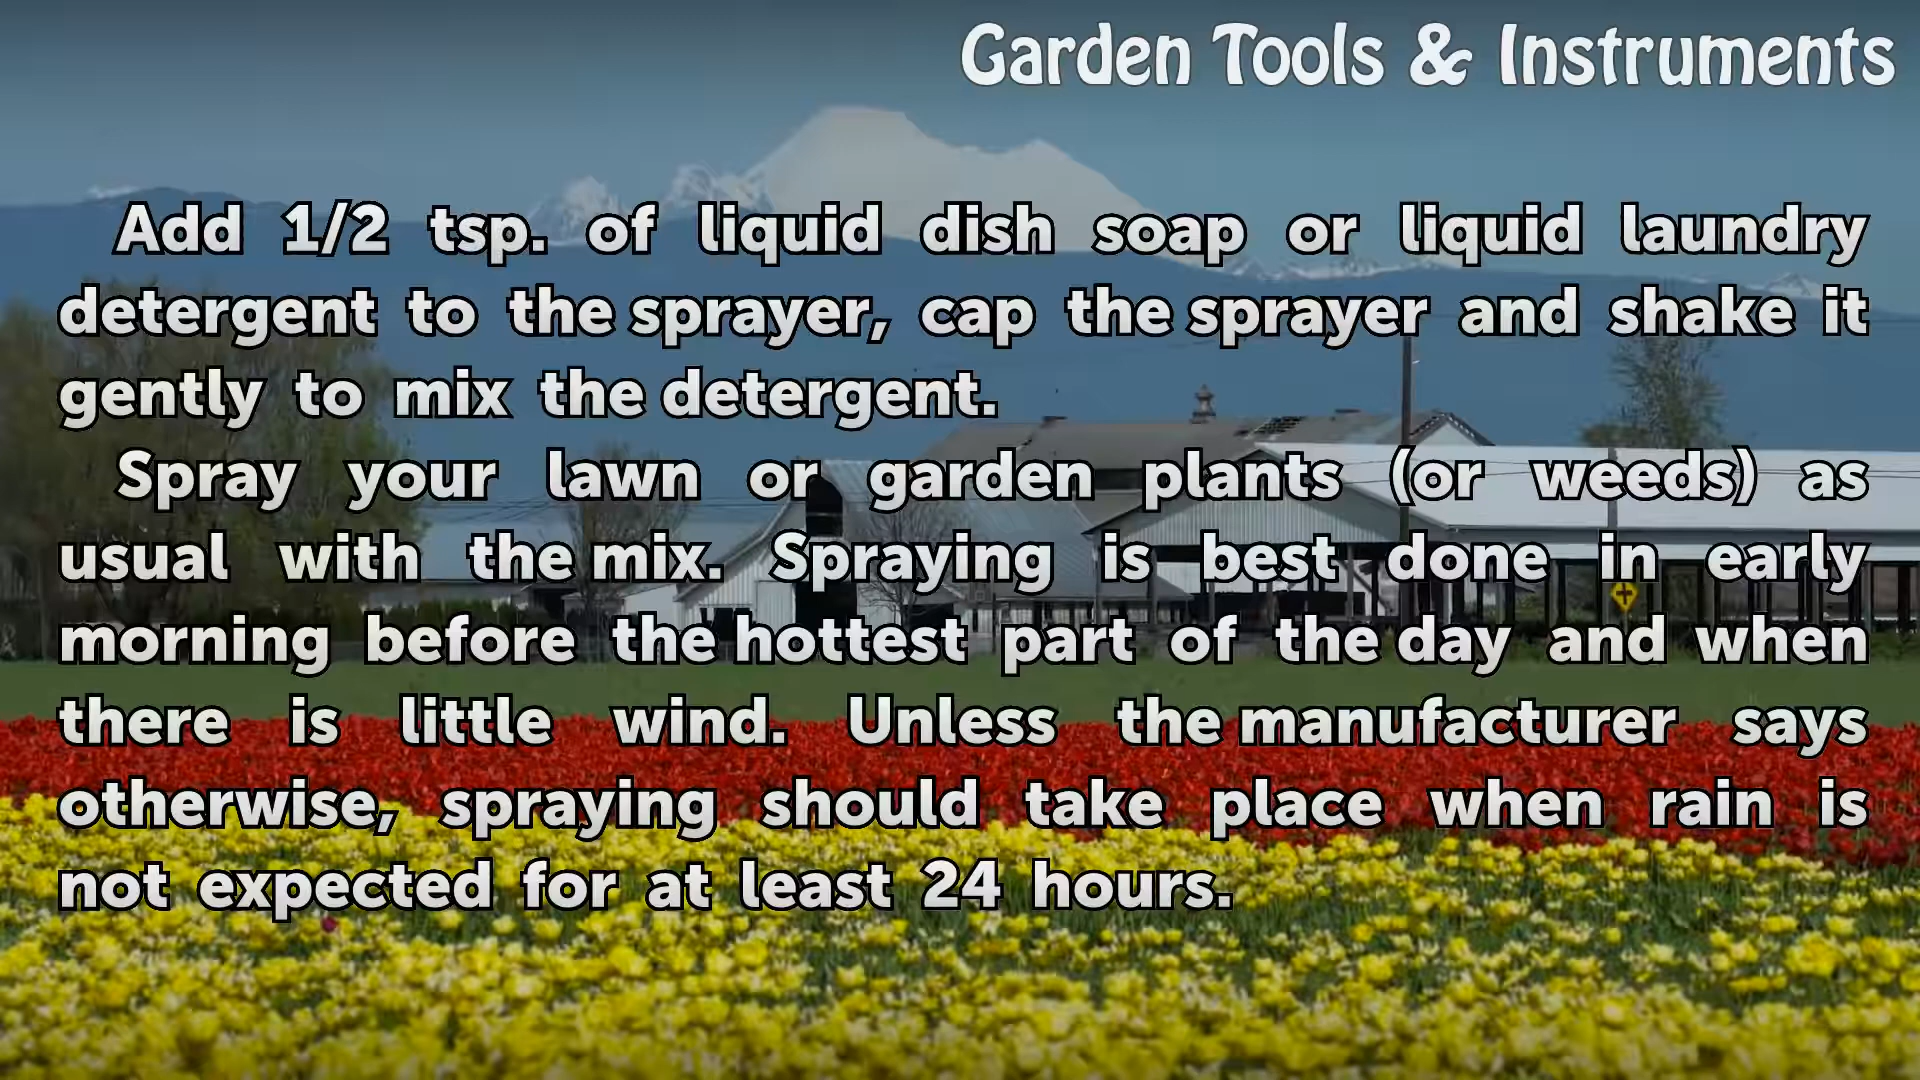 Garden Tools & Instruments
Add 1/2 tsp. of liquid dish soap or liquid laundry
detergent to the sprayer, cap the sprayer and shake it
gently to mix the detergent.
Spray your lawn or garden plants (or weeds) as
usual with the mix. Spraying is best done in early
morning before the hottest part of the day and when
there is little wind. Unless the manufacturer says
otherwise, spraying should take place when rain is
not expected for at least 24 hours.